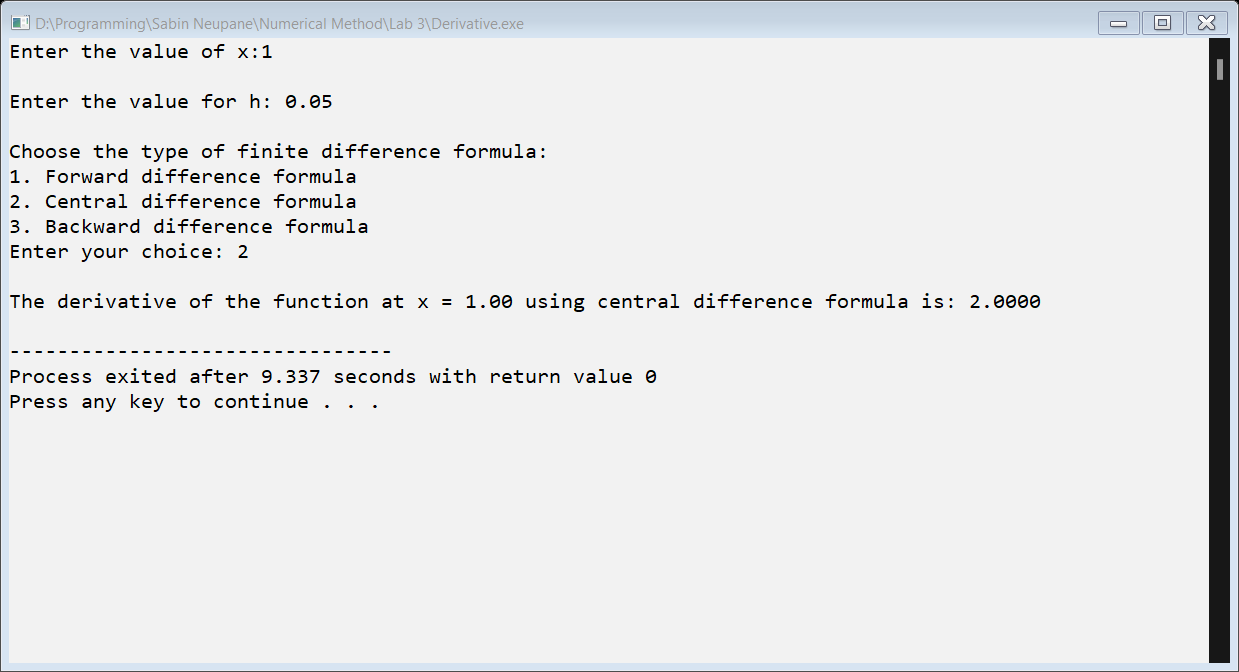 D:\Programming\Sabin Neupane\Numerical Method\Lab 3\Derivative.exe
Enter the value of x:1
Enter the value for h: 0.05
Choose the type of finite difference formula:
1. Forward difference formula
2. Central difference formula
3. Backward difference formula
Enter your choice: 2
The derivative of the function at x = 1.00 using central difference formula is: 2.0000
--------------------------------
Process exited after 9.337 seconds with return value 0
Press any key to continue . . .